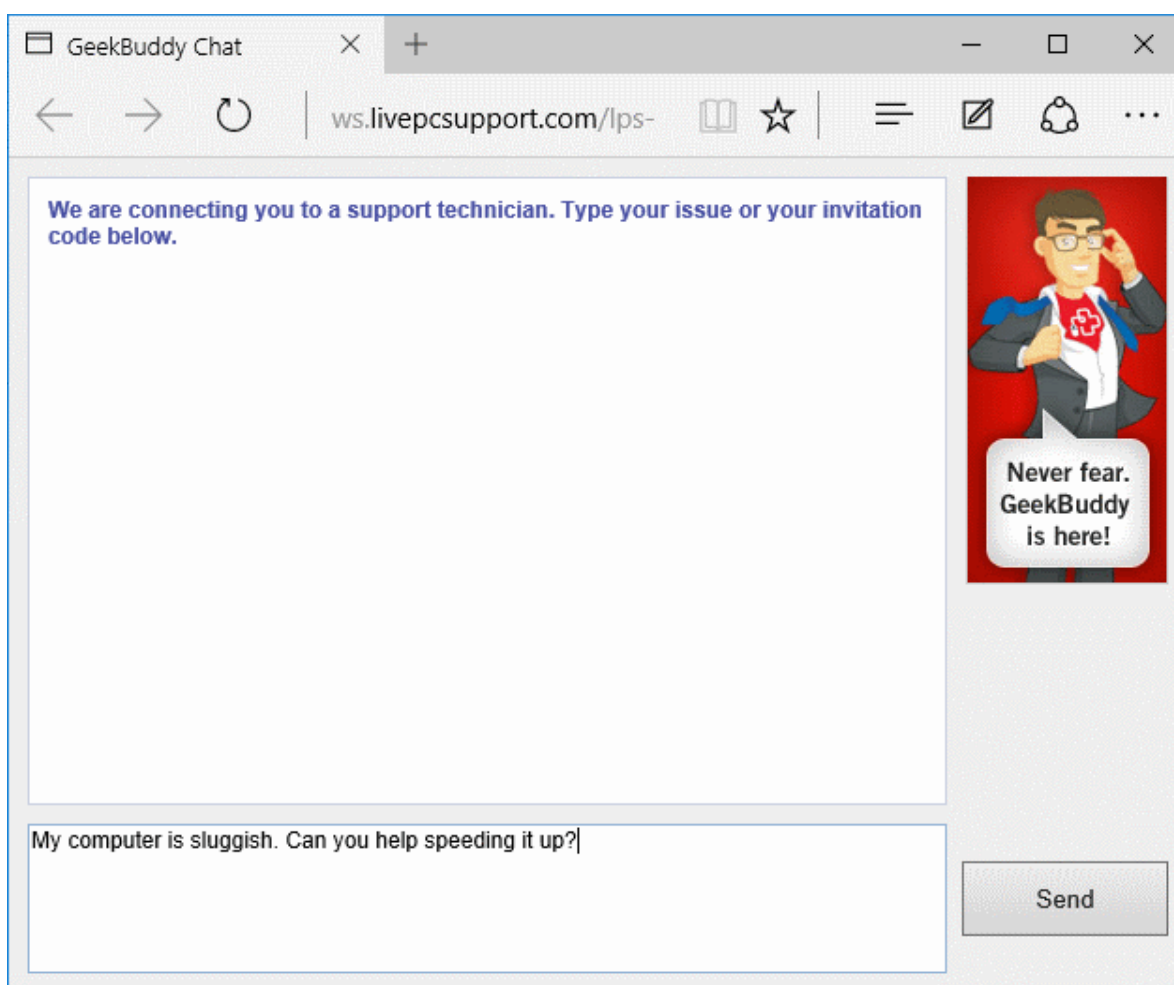 GeekBuddy Chat
ws.livepcsupport.com/lps-
We are connecting you to a support technician. Type your issue or your invitation
code below.
Never fear.
GeekBuddy
is here!
My computer is sluggish. Can you help speeding it up?
Send